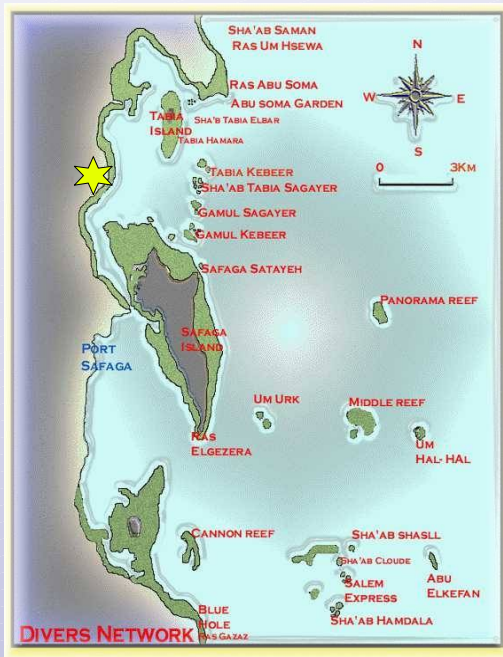 SHA'AB SAMAN
RAS UM HSEWA
N
W
E
S
0
3KM
RAS ABU SOMA
ABU SOMA GARDEN
TABIA
ISLAND
SHA'B TABIA ELBAR
TABIA HAMARA
TABIA KEBEER
SHA'AB TABIA SAGAYER
GAMUL SAGAYER
GAMUL KEBEER
SAFAGA SATAYEH
PANORAMA REEF
SAFAGA
ISLAND
PORT
SAFAGA
UM URK
MIDDLE REEF
RAS
ELGEZERA
UM
HAL-HAL
CANNON REEF
SHA'AB SHASLL
SHA'AB CLOUDE
SALEM
EXPRESS
ABU
ELKEFAN
SHA'AB HAMDALA
BLUE
HOLE
RAS GAZAZ
DIVERS NETWORK